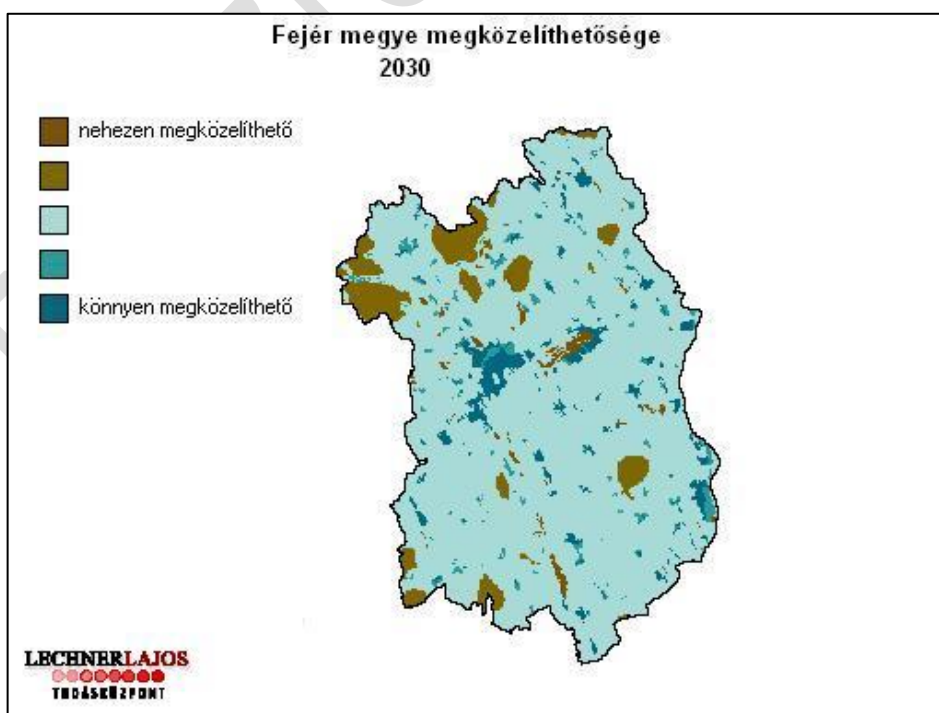 Fejér megye megközelíthetősége
2030
nehezen megközelíthető
könnyen megközelíthető
LECHNERLAJOS
TUDÁSKÖZPONT